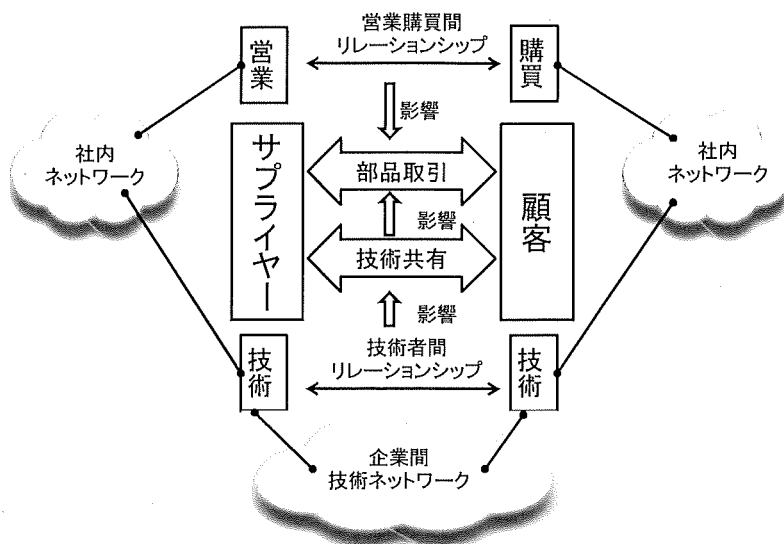 営業購買間
リレーションシップ
営業
購買
影響
社内
ネットワーク
サプライヤー
部品取引
顧客
社内
ネットワーク
影響
技術共有
影響
技術者間
リレーションシップ
技術
技術
企業間
技術ネットワーク